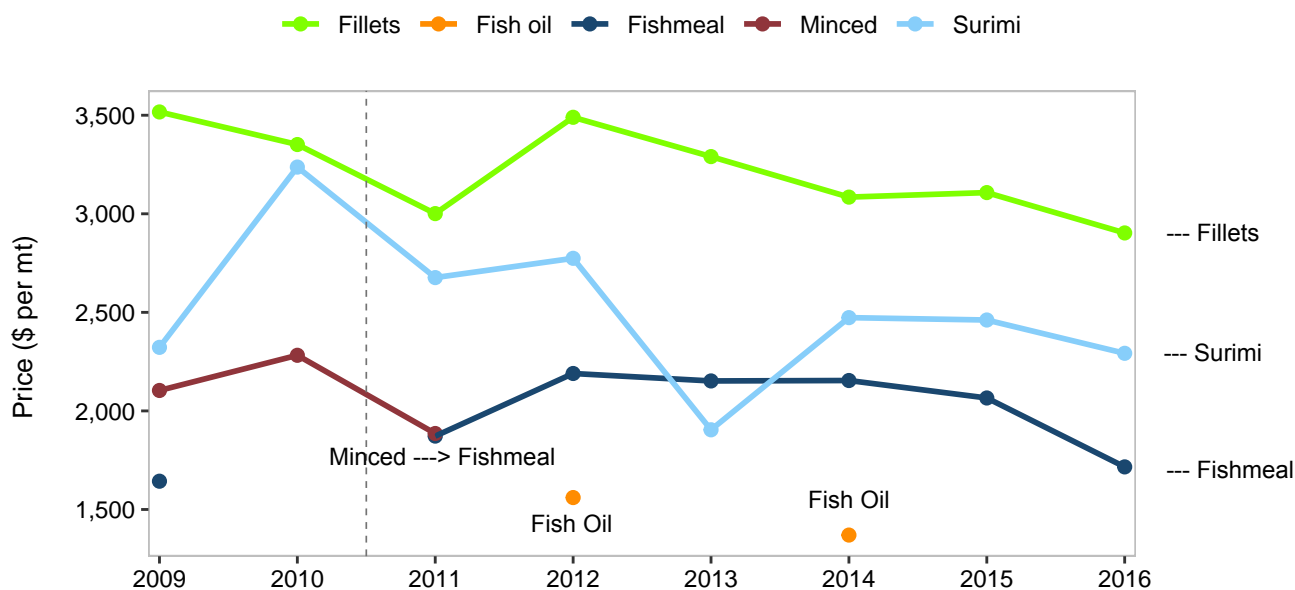 Fillets Fish oil Fishmeal Minced Surimi
Price ($ per mt)
3,500
3,000
2,500
2,000
1,500
--- Fillets
--- Surimi
Minced ---> Fishmeal
--- Fishmeal
Fish Oil
Fish Oil
2009 2010 2011 2012 2013 2014 2015 2016